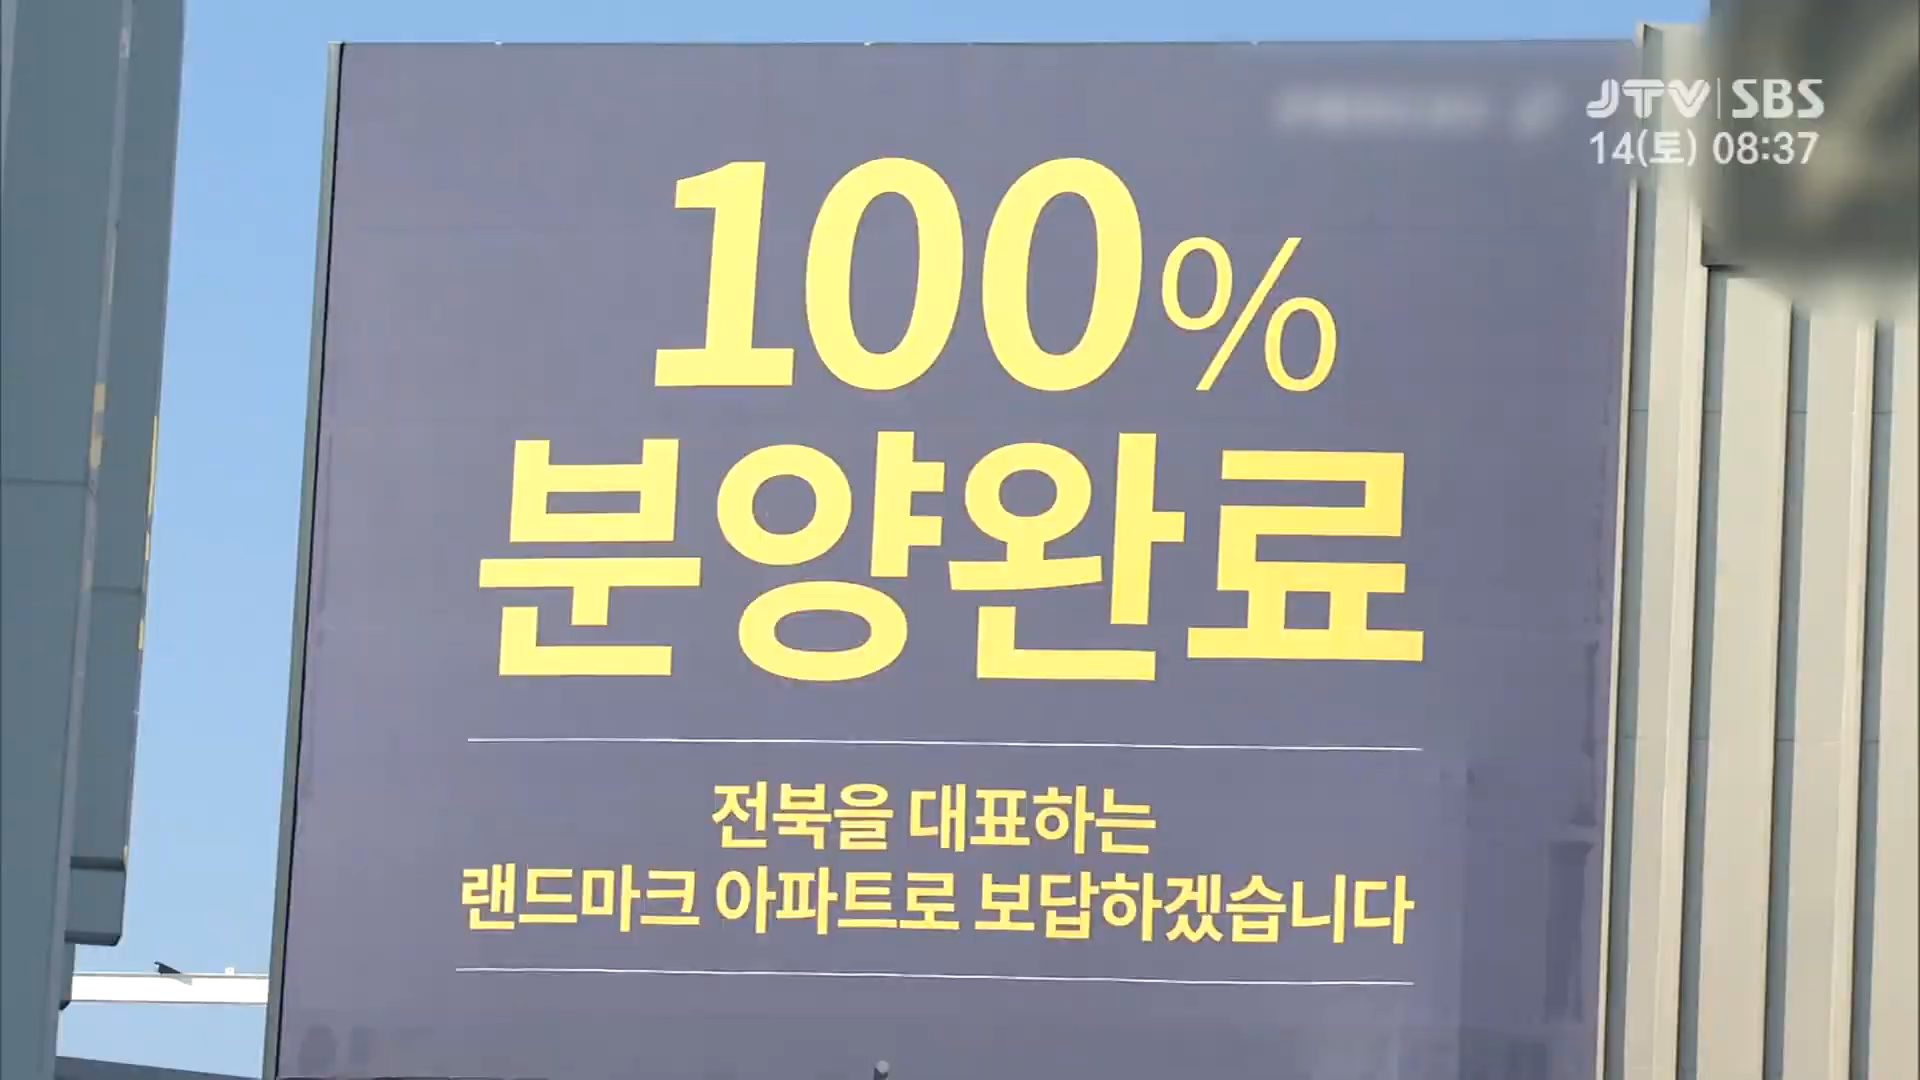 JTV SBS
14(토) 08:37
100%
분양완료
전북을 대표하는
랜드마크 아파트로 보답하겠습니다